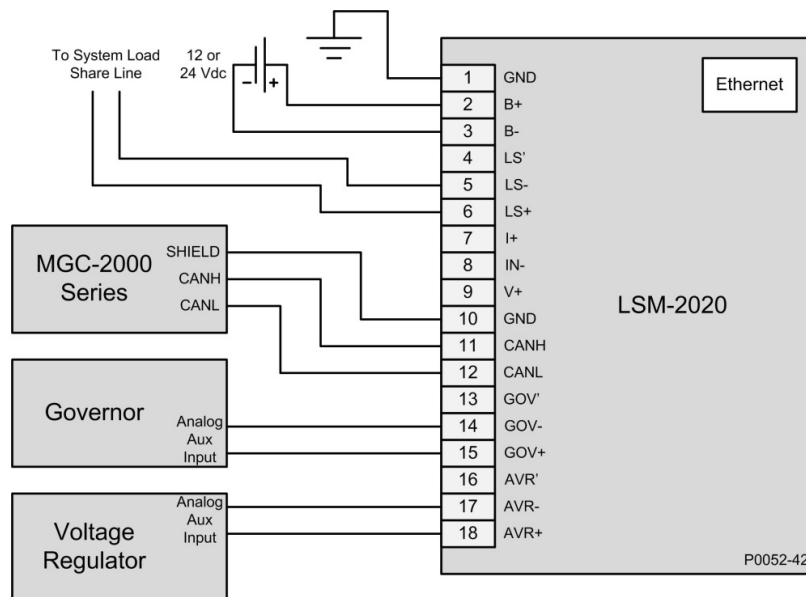 To System Load
Share Line
12 or
24 Vdc
− +
Ethernet
1 GND
2 B+
3 B-
4 LS'
5 LS-
6 LS+
7 I+
8 IN-
9 V+
10 GND
11 CANH
12 CANL
13 GOV'
14 GOV-
15 GOV+
16 AVR'
17 AVR-
18 AVR+
LSM-2020
MGC-2000
Series
SHIELD
CANH
CANL
Governor
Analog
Aux
Input
Voltage
Regulator
Analog
Aux
Input
P0052-42